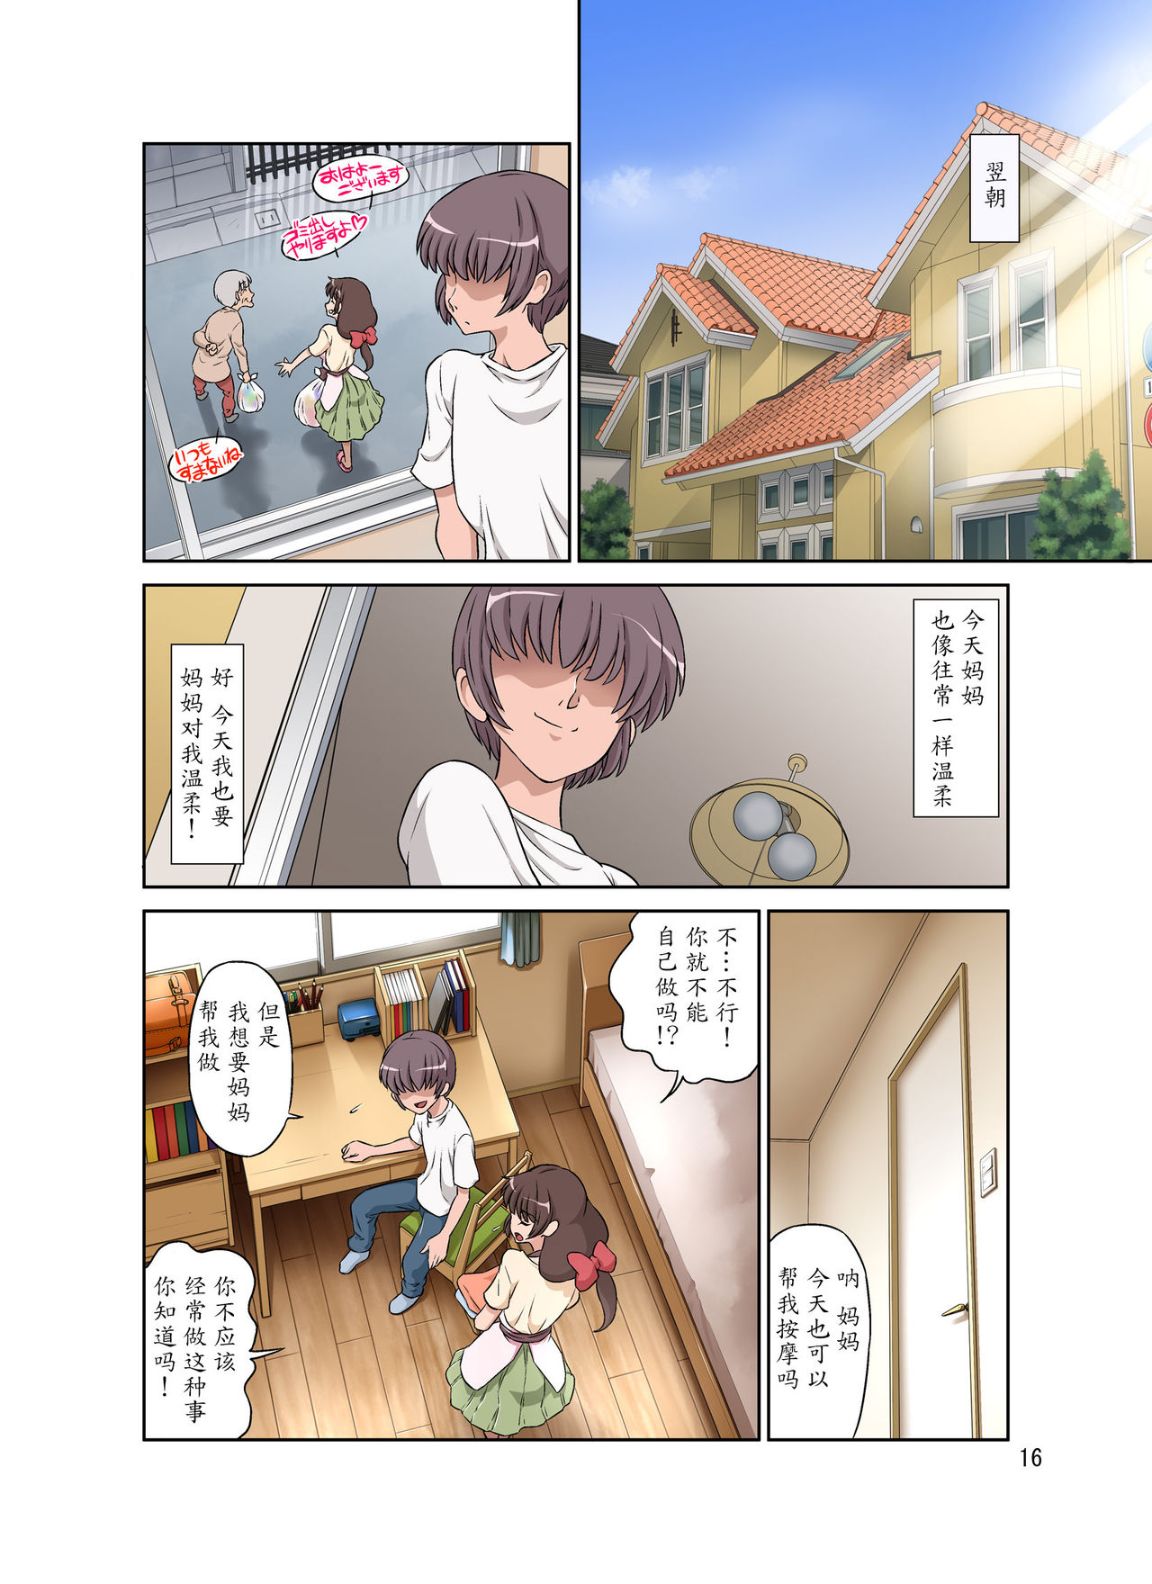 翌朝
おはよー
ございます
ゴミ出し
やりますよ♡
いつも
すまないね
今天妈妈
也像往常一样温柔
好 今天我也要
妈妈对我温柔！
呐 妈妈
今天也可以
帮我按摩吗
不…不行！
你就不能
自己做吗!?
但是
我想要妈妈
帮我做
你不应该
经常做这种事
你知道吗！
16